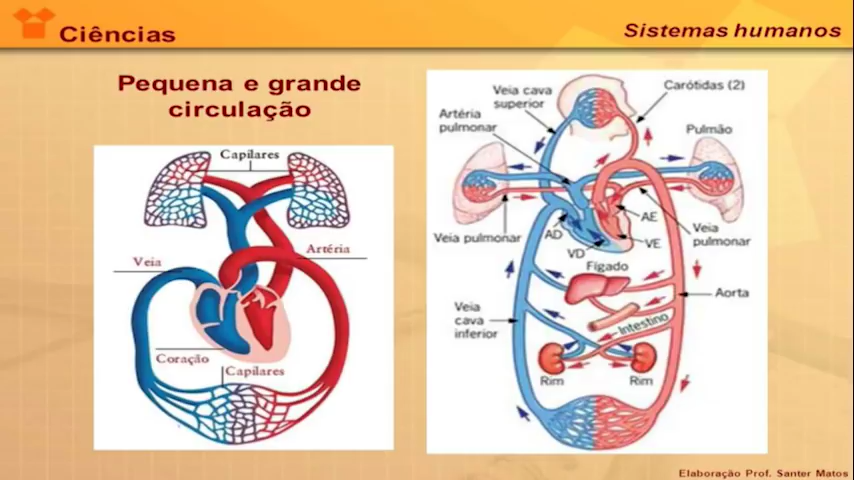 Ciências
Sistemas humanos
Pequena e grande
circulação
Capilares
Artéria
Veia
Coração
Capilares
Veia cava
superior
Carótidas (2)
Artéria
pulmonar
Pulmão
Veia pulmonar
AD
AE
VD
VE
Veia
pulmonar
Fígado
Aorta
Veia
cava
inferior
Intestino
Rim
Rim
Elaboração Prof. Santer Matos